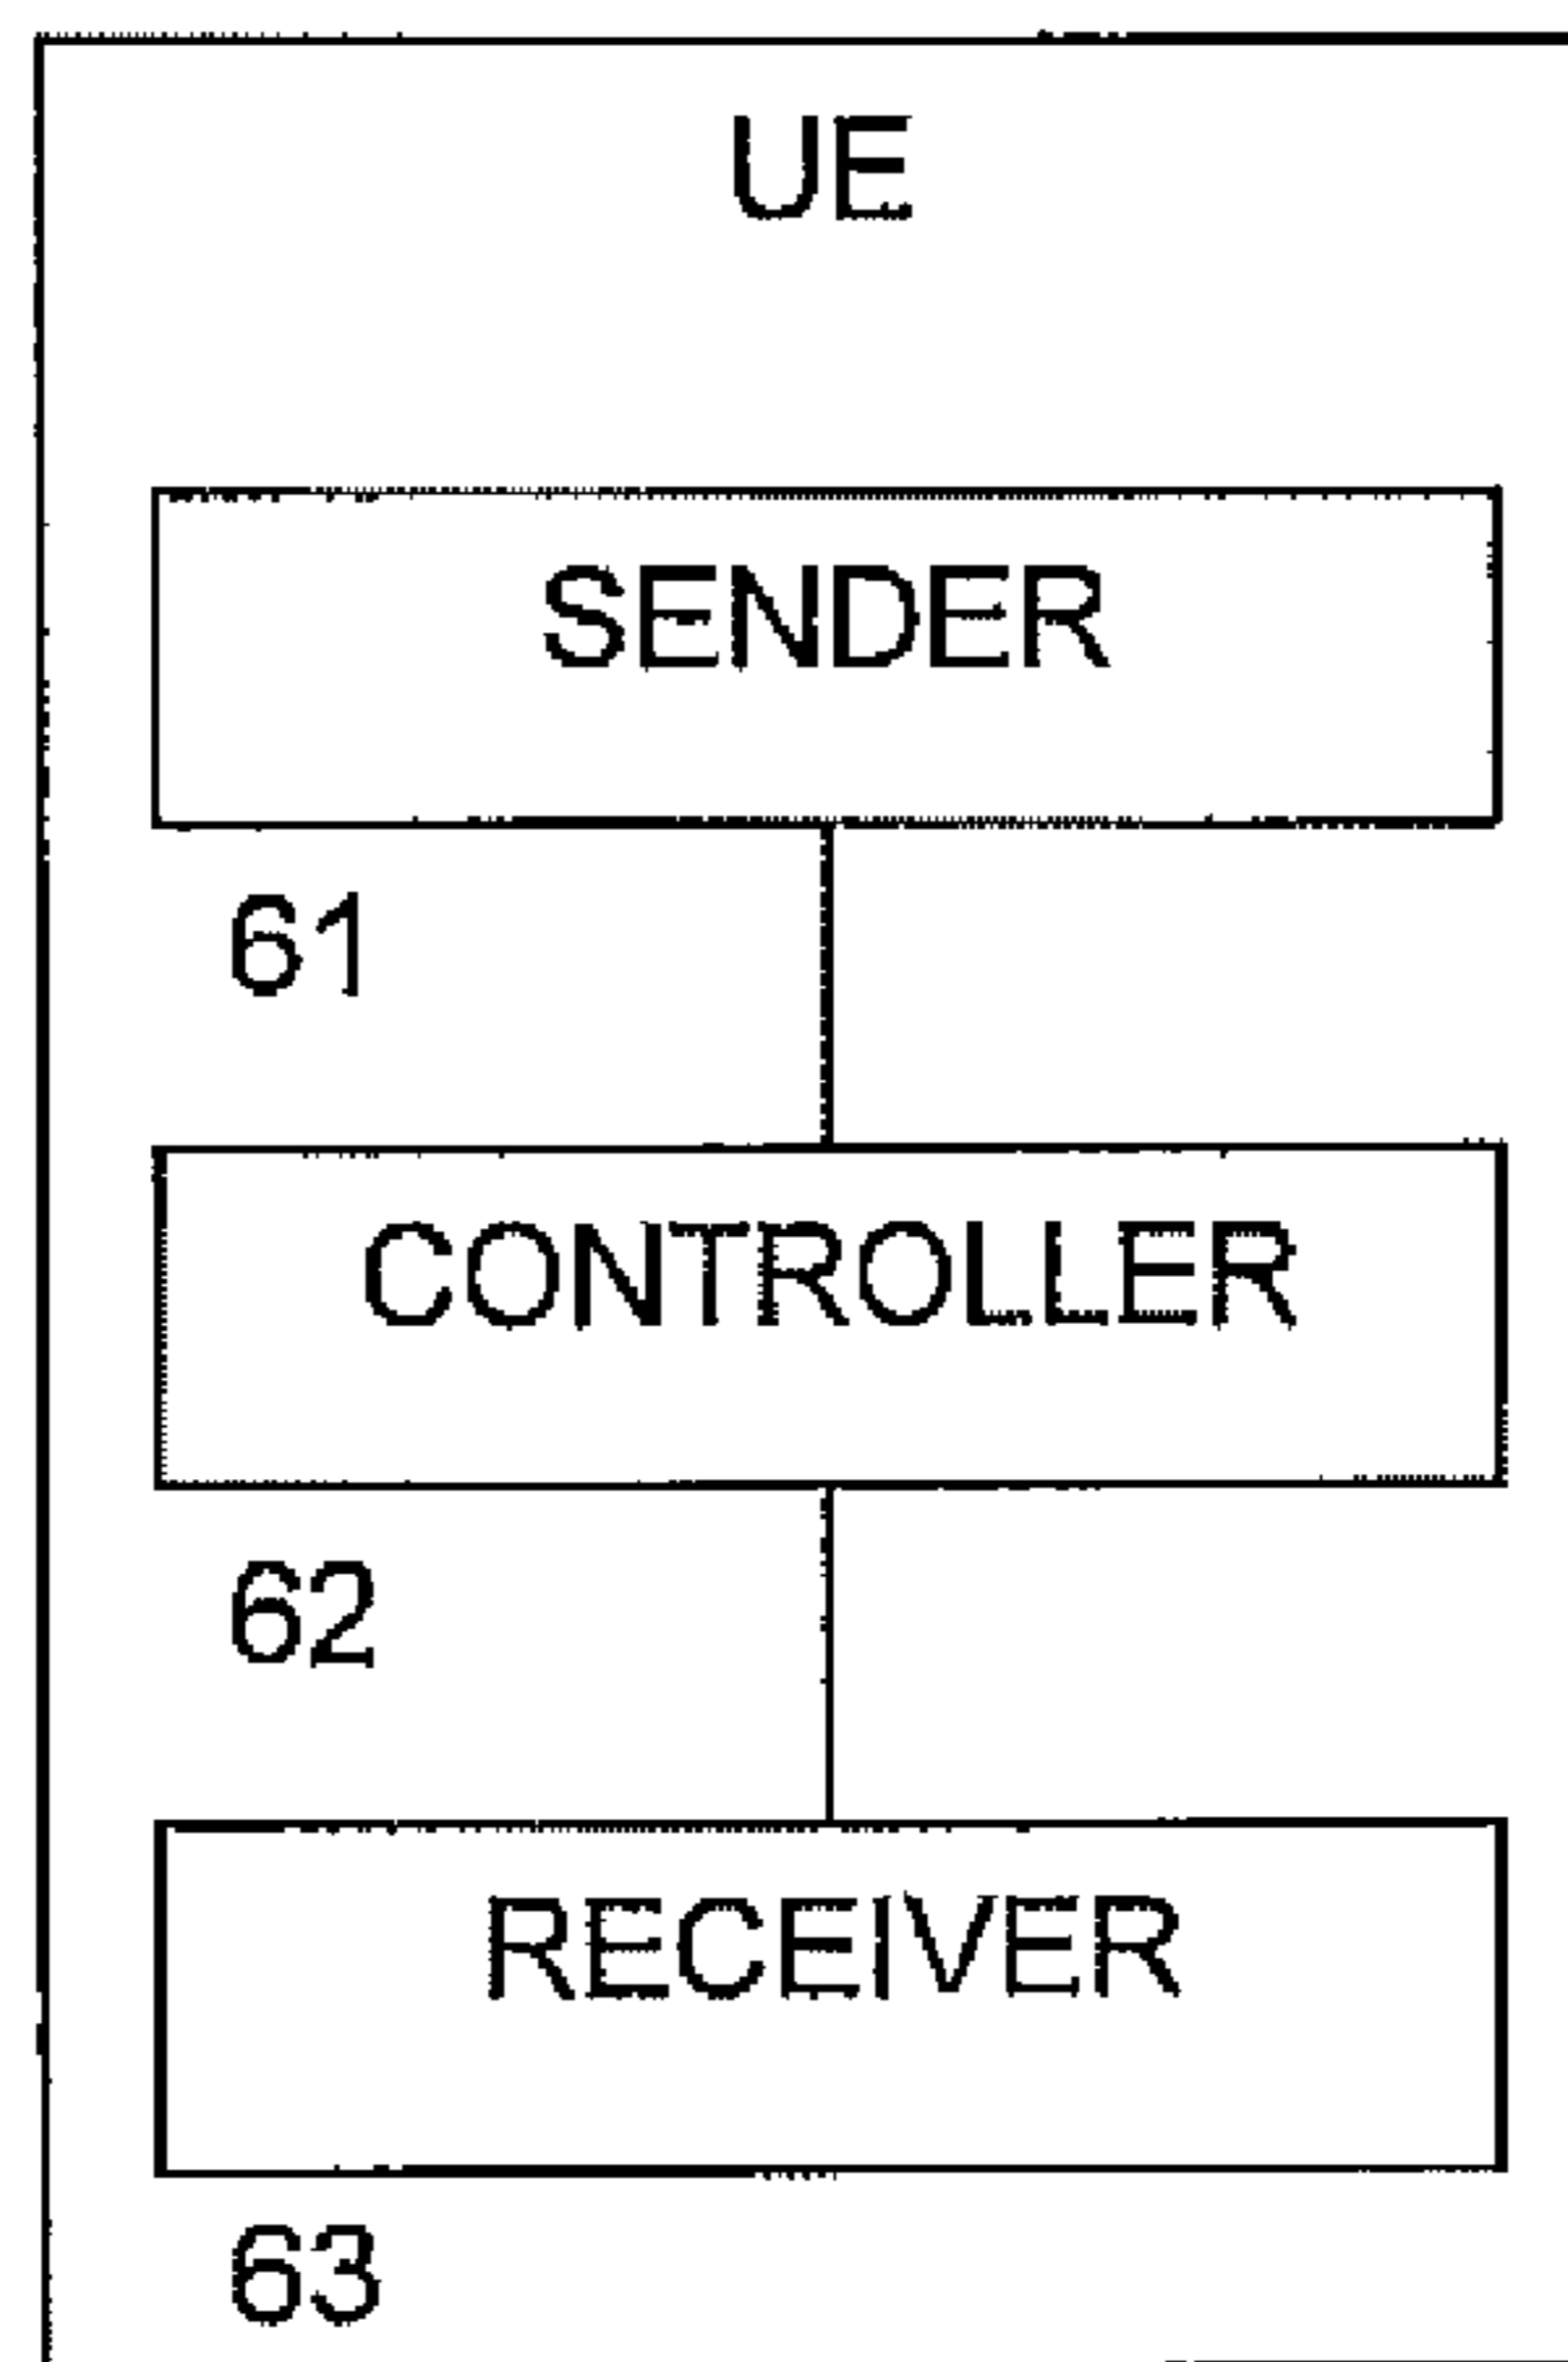 UE
SENDER
61
CONTROLLER
62
RECEIVER
63